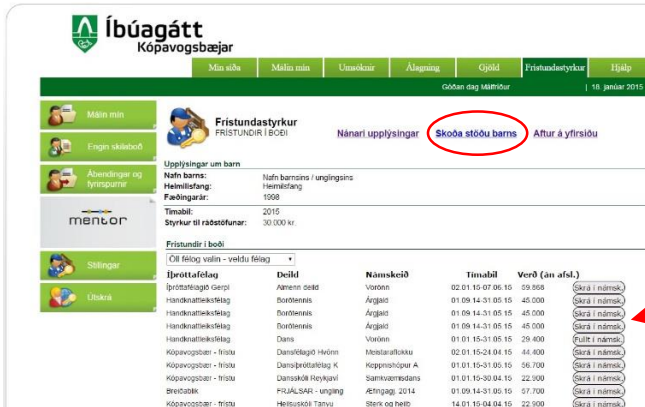 Íbúagátt
Kópavogsbæjar
Mín síða Málin mín Umsóknir Álagning Gjöld Frístundastyrkur Hjálp
Góðan dag Málfríður | 18. janúar 2015
Málin mín
Engin skilaboð
Ábendingar og fyrirspurnir
mentor
Stillingar
Útskrá
Frístundastyrkur
FRÍSTUNDIR Í BOÐI
Nánari upplýsingar Skoða stöðu barns Aftur á yfirsíðu
Upplýsingar um barn
Nafn barns: Nafn barnsins / unglingsins
Heimilisfang: Heimilsfang
Fæðingarár: 1998
Tímabil: 2015
Styrkur til ráðstöfunar: 30.000 kr.
Frístundir í boði
Öll félög valin - veldu félag
Íþróttafélag Deild Námskeið Tímabil Verð (án afsl.)
Íþróttafélagið Gerpl Almenn deild Vorönn 02.01.15-07.06.15 59.868 Skrá í námsk.
Handknattleiksfélag Borðtennis Árgjald 01.09.14-31.05.15 45.000 Skrá í námsk.
Handknattleiksfélag Borðtennis Árgjald 01.09.14-31.05.15 45.000 Skrá í námsk.
Handknattleiksfélag Borðtennis Árgjald 01.09.14-31.05.15 45.000 Skrá í námsk.
Handknattleiksfélag Dans Vorönn 01.01.15-31.05.15 29.400 Fullt í námsk.
Kópavogsbær - frístu Dansfélagið Hvönn Meistaraflokku 02.01.15-24.04.15 44.400 Skrá í námsk.
Kópavogsbær - frístu Dansíþróttafélag K Keppnishópur A 01.01.15-31.05.15 56.700 Skrá í námsk.
Kópavogsbær - frístu Dansskóli Reykjaví Samkvæmisdans 01.01.15-30.04.15 22.900 Skrá í námsk.
Breiðablik FRJÁLSAR - ungling Æfingagj. 2014 01.09.14-31.05.15 57.700 Skrá í námsk.
Kópavogsbær - frístu Heilsuskóli Tanyu Sterk og heilb 14.01.15-04.04.15 22.900 Skrá í námsk.